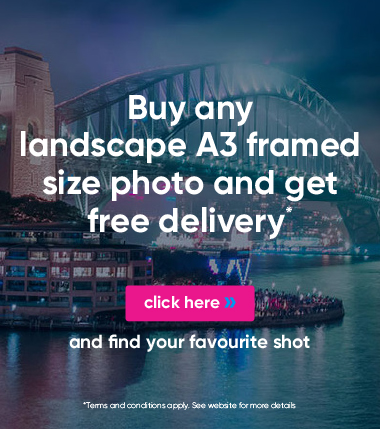 Buy any
landscape A3 framed
size photo and get
free delivery*
click here »
and find your favourite shot
*Terms and conditions apply. See website for more details